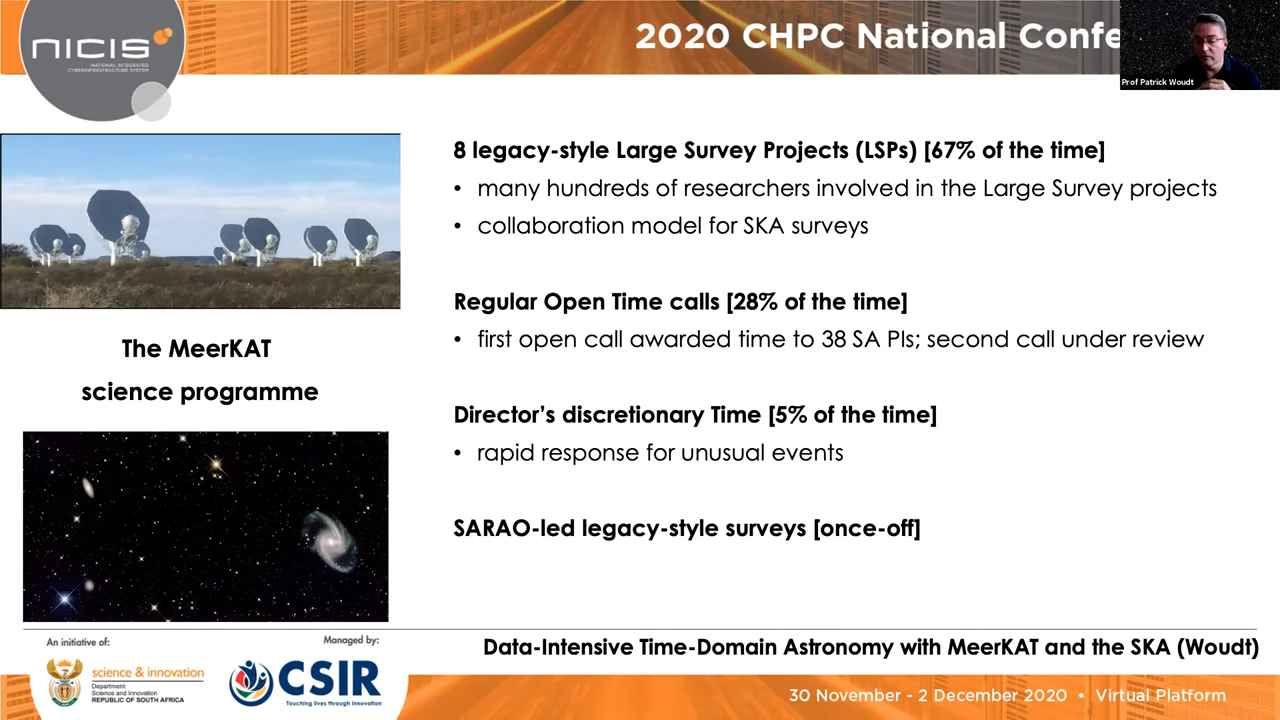 NICIS
NATIONAL INTEGRATED
CYBERINFRASTRUCTURE SYSTEM
2020 CHPC National Confe
Prof Patrick Woudt
8 legacy-style Large Survey Projects (LSPs) [67% of the time]
• many hundreds of researchers involved in the Large Survey projects
• collaboration model for SKA surveys
Regular Open Time calls [28% of the time]
• first open call awarded time to 38 SA PIs; second call under review
Director’s discretionary Time [5% of the time]
• rapid response for unusual events
SARAO-led legacy-style surveys [once-off]
The MeerKAT
science programme
An initiative of:
science & innovation
Department:
Science and Innovation
REPUBLIC OF SOUTH AFRICA
Managed by:
CSIR
Touching lives through innovation
Data-Intensive Time-Domain Astronomy with MeerKAT and the SKA (Woudt)
30 November - 2 December 2020 • Virtual Platform